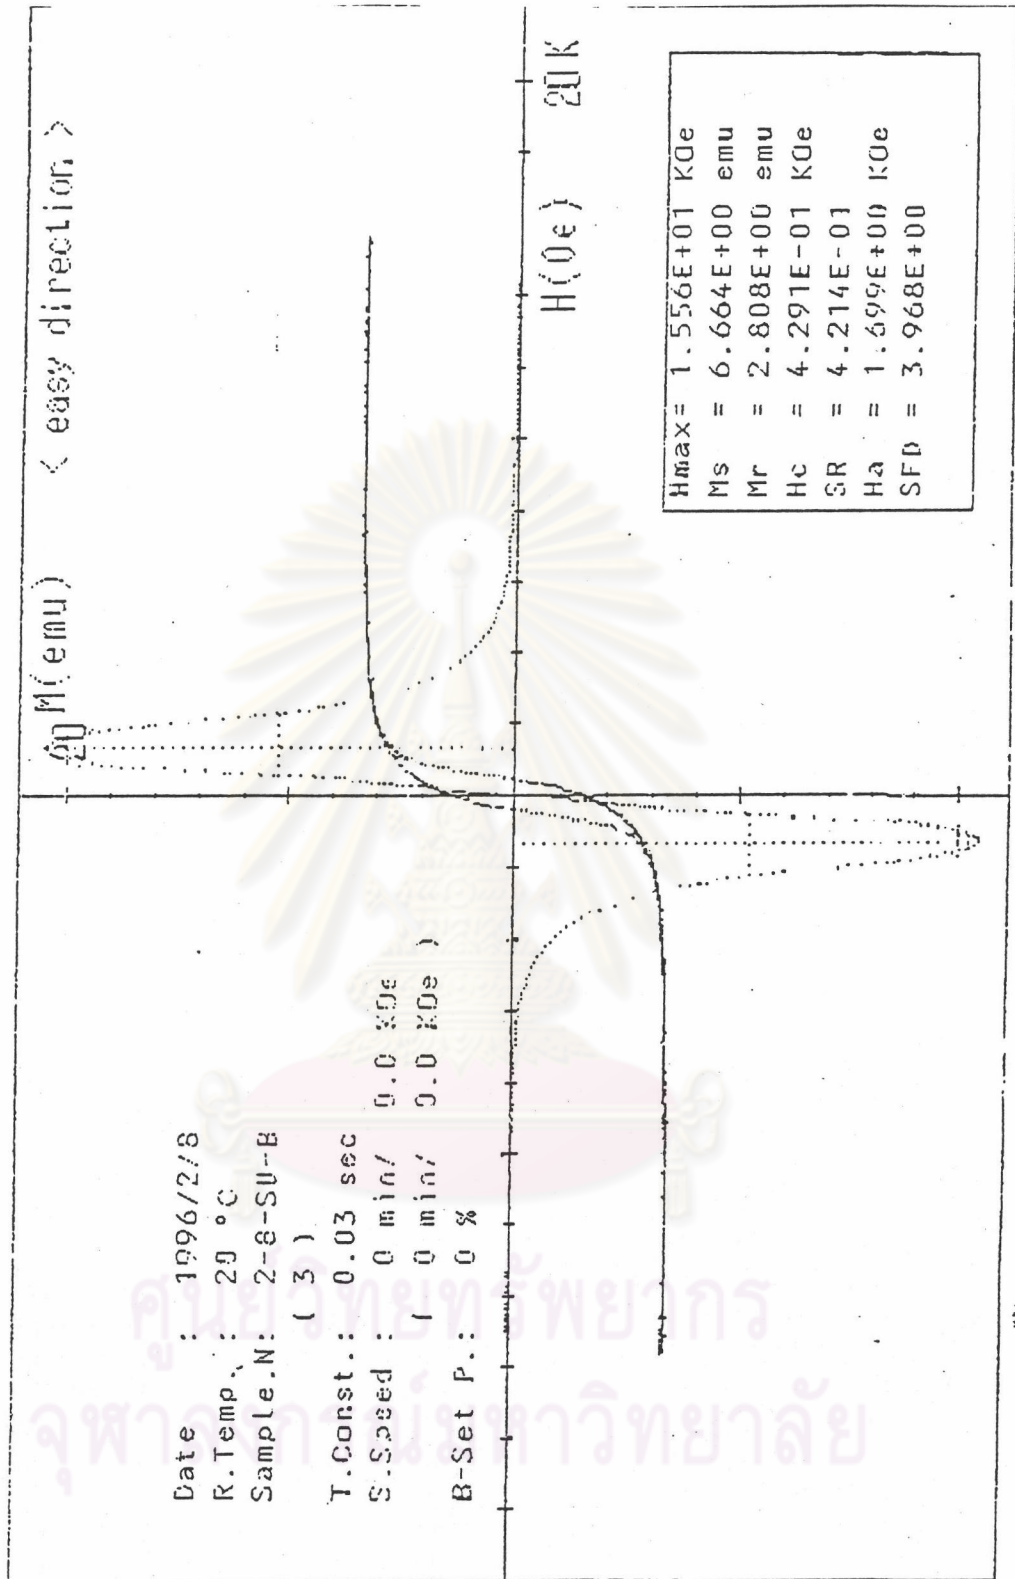 < easy direction >
M(emu)
20
H(Oe) 20K
Date : 1996/2/8
R.Temp. : 20 °C
Sample.N: 2-8-SU-B
( 3 )
T.Const.: 0.03 sec
S.Speed : 0 min/ 0.0 KOe
( 0 min/ 0.0 KOe )
B-Set P.: 0 %
Hmax= 1.556E+01 KOe
Ms = 6.664E+00 emu
Mr = 2.808E+00 emu
Hc = 4.291E-01 KOe
SR = 4.214E-01
Ha = 1.699E+00 KOe
SFD = 3.968E+00
ศูนย์วิทยทรัพยากร
จุฬาลงกรณ์มหาวิทยาลัย